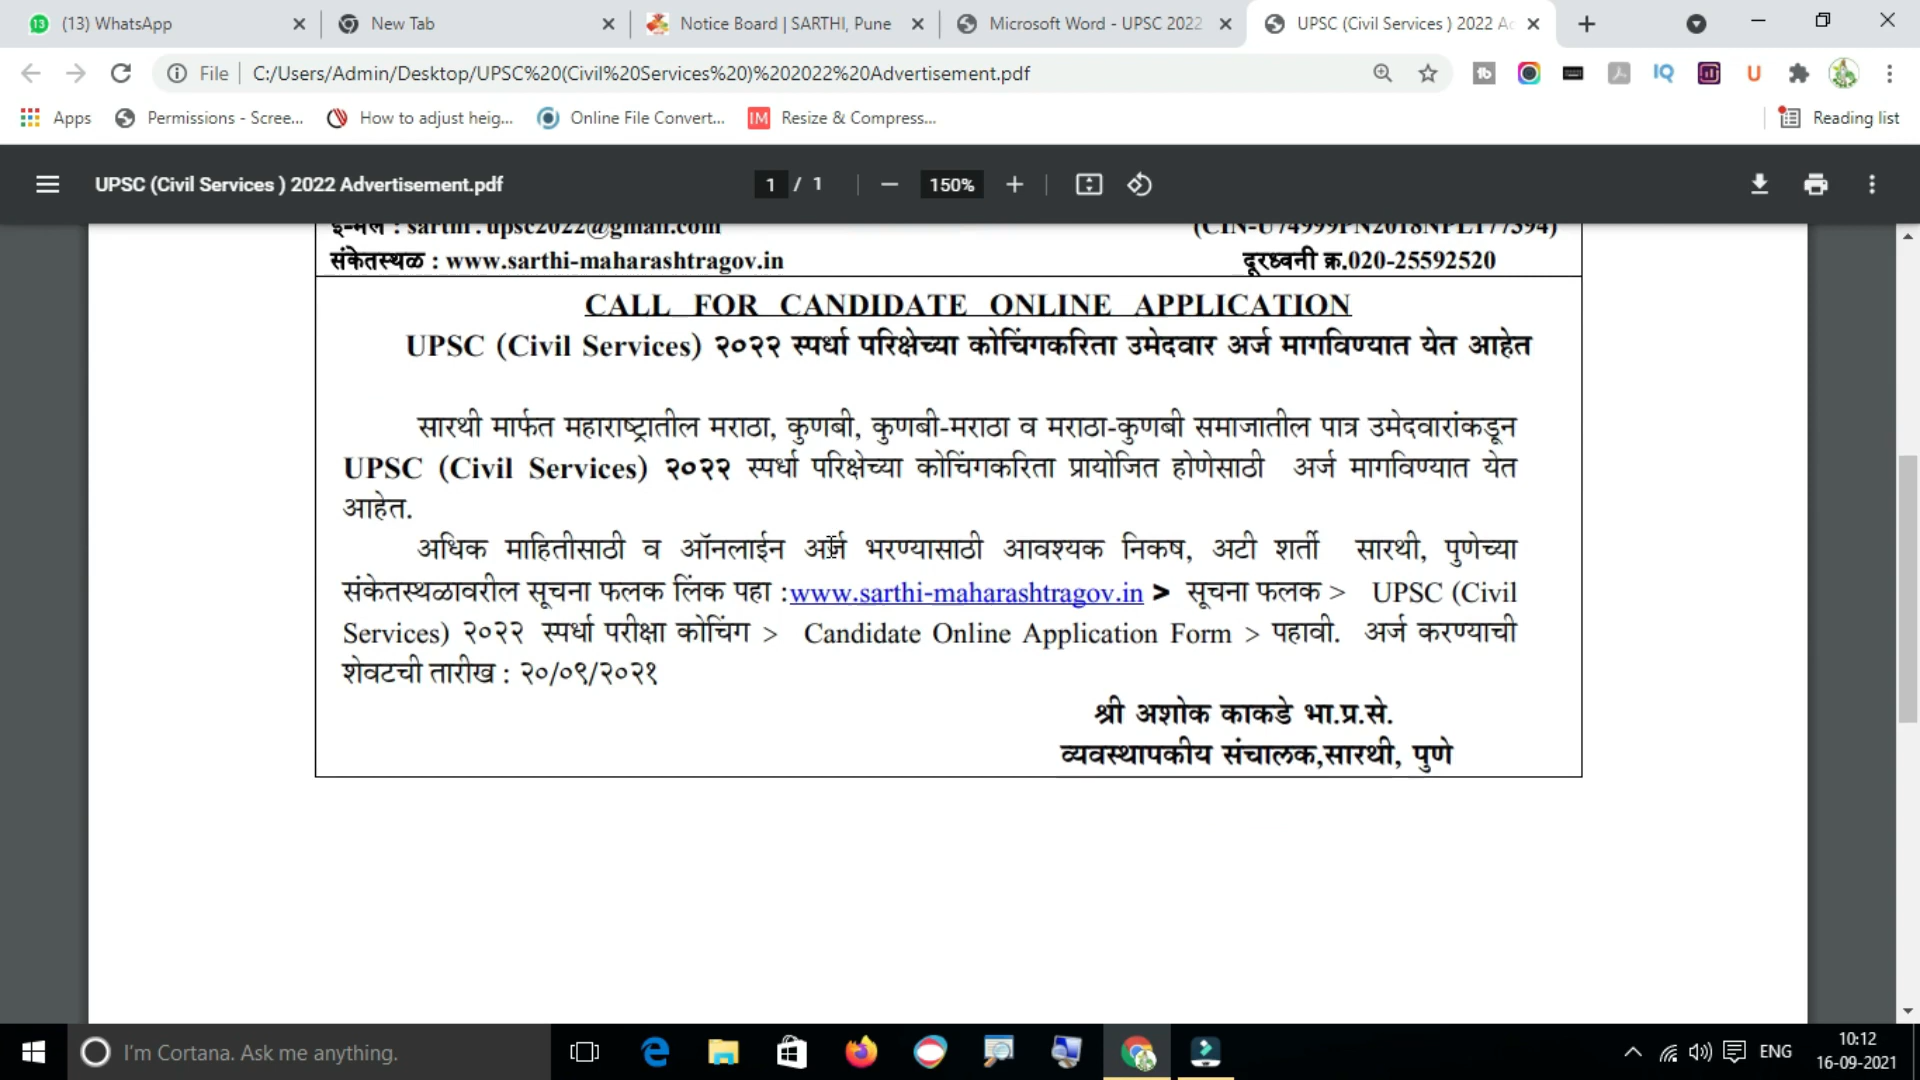 (13) WhatsApp
New Tab
Notice Board | SARTHI, Pune
Microsoft Word - UPSC 2022
UPSC (Civil Services ) 2022 Ac
File
C:/Users/Admin/Desktop/UPSC%20(Civil%20Services%20)%202022%20Advertisement.pdf
Apps
Permissions - Scree...
How to adjust heig...
Online File Convert...
IM
Resize & Compress...
Reading list
UPSC (Civil Services ) 2022 Advertisement.pdf
1 / 1
150%
ई-मेल : sarthi.upsc2022@gmail.com
(CIN-U74999PN2018NPL177394)
संकेतस्थळ : www.sarthi-maharashtragov.in
दूरध्वनी क्र.020-25592520
CALL FOR CANDIDATE ONLINE APPLICATION
UPSC (Civil Services) २०२२ स्पर्धा परिक्षेच्या कोचिंगकरिता उमेदवार अर्ज मागविण्यात येत आहेत
सारथी मार्फत महाराष्ट्रातील मराठा, कुणबी, कुणबी-मराठा व मराठा-कुणबी समाजातील पात्र उमेदवारांकडून
UPSC (Civil Services) २०२२ स्पर्धा परिक्षेच्या कोचिंगकरिता प्रायोजित होणेसाठी अर्ज मागविण्यात येत
आहेत.
अधिक माहितीसाठी व ऑनलाईन अर्ज भरण्यासाठी आवश्यक निकष, अटी शर्ती सारथी, पुणेच्या
संकेतस्थळावरील सूचना फलक लिंक पहा :www.sarthi-maharashtragov.in > सूचना फलक > UPSC (Civil
Services) २०२२ स्पर्धा परीक्षा कोचिंग > Candidate Online Application Form > पहावी. अर्ज करण्याची
शेवटची तारीख : २०/०९/२०२१
श्री अशोक काकडे भा.प्र.से.
व्यवस्थापकीय संचालक,सारथी, पुणे
I'm Cortana. Ask me anything.
ENG
10:12
16-09-2021